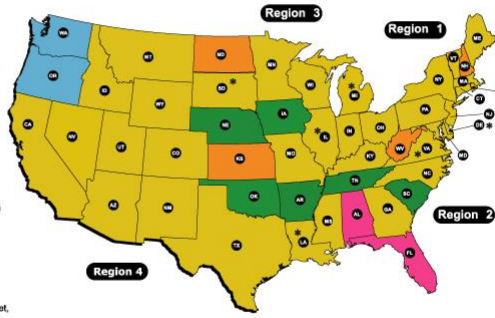 Region 3
Region 1
WA
MT
ND
MN
ME
VT
NH
OR
ID
SD *
WI
* MI
NY
MA
CT
WY
IA
PA
NJ
NE
DE *
NV
UT
CO
* IL
IN
OH
WV
VA *
MD
CA
KS
MO
KY
NC
TN
AZ
NM
OK
AR
SC
Region 2
MS
AL
GA
TX
* LA
FL
Region 4
et,